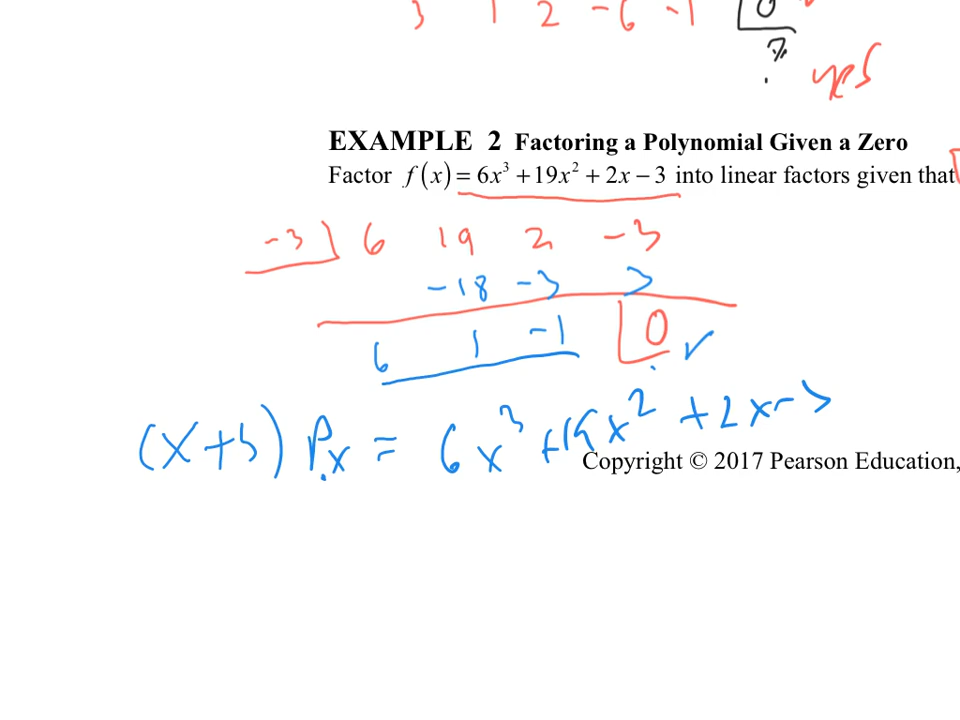 3 1 2 -6 -1 0
?
yes
EXAMPLE 2 Factoring a Polynomial Given a Zero
Factor f(x) = 6x³ + 19x² + 2x − 3 into linear factors given that
-3 6 19 2 -3
-18 -3 3
6 1 -1 0 ✓
(x+3) Px = 6x³ +19x² +2x-3
Copyright © 2017 Pearson Education,